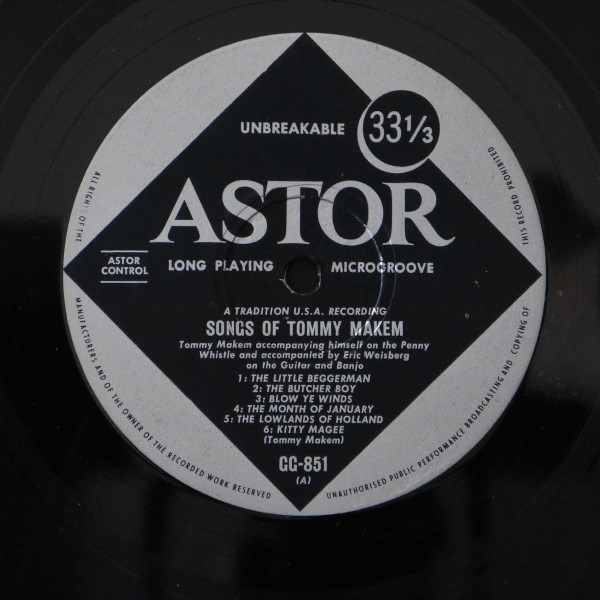 UNBREAKABLE
33 1/3
ASTOR
ASTOR
CONTROL
LONG PLAYING MICROGROOVE
A TRADITION U.S.A. RECORDING
SONGS OF TOMMY MAKEM
Tommy Makem accompanying himself on the Penny
Whistle and accompanied by Eric Weisberg
on the Guitar and Banjo
1: THE LITTLE BEGGERMAN
2: THE BUTCHER BOY
3: BLOW YE WINDS
4: THE MONTH OF JANUARY
5: THE LOWLANDS OF HOLLAND
6: KITTY MAGEE
(Tommy Makem)
GG-851
(A)
ALL RIGHTS OF THE
MANUFACTURERS AND OF THE OWNER OF THE RECORDED WORK RESERVED
UNAUTHORISED PUBLIC PERFORMANCE BROADCASTING AND COPYING OF
THIS RECORD PROHIBITED